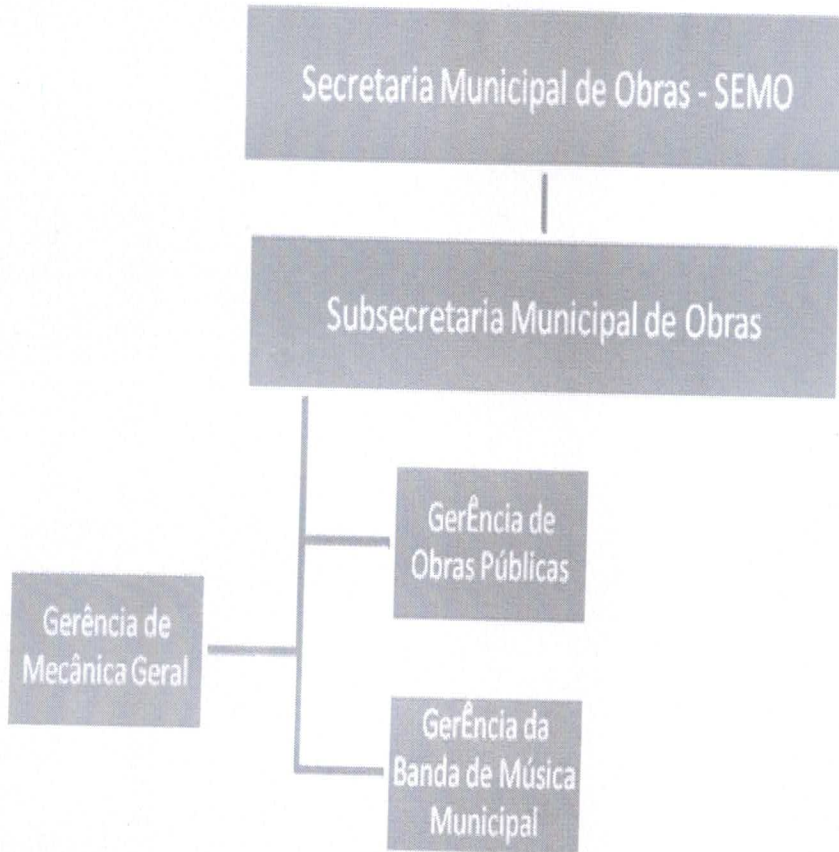 Secretaria Municipal de Obras - SEMO
Subsecretaria Municipal de Obras
GerÊncia de
Obras Públicas
Gerência de
Mecânica Geral
GerÊncia da
Banda de Música
Municipal